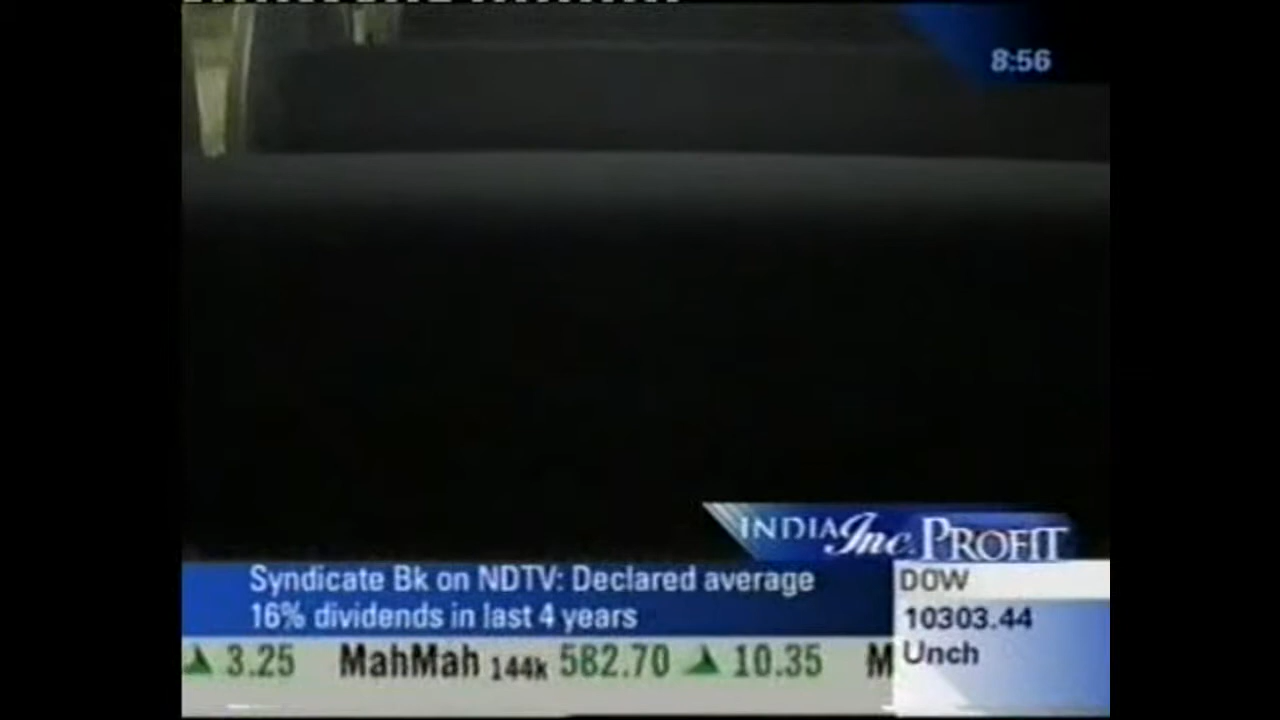 8:56
INDIA Inc. PROFIT
Syndicate Bk on NDTV: Declared average
16% dividends in last 4 years
DOW
10303.44
Unch
▲ 3.25 MahMah 144k 582.70 ▲ 10.35 M